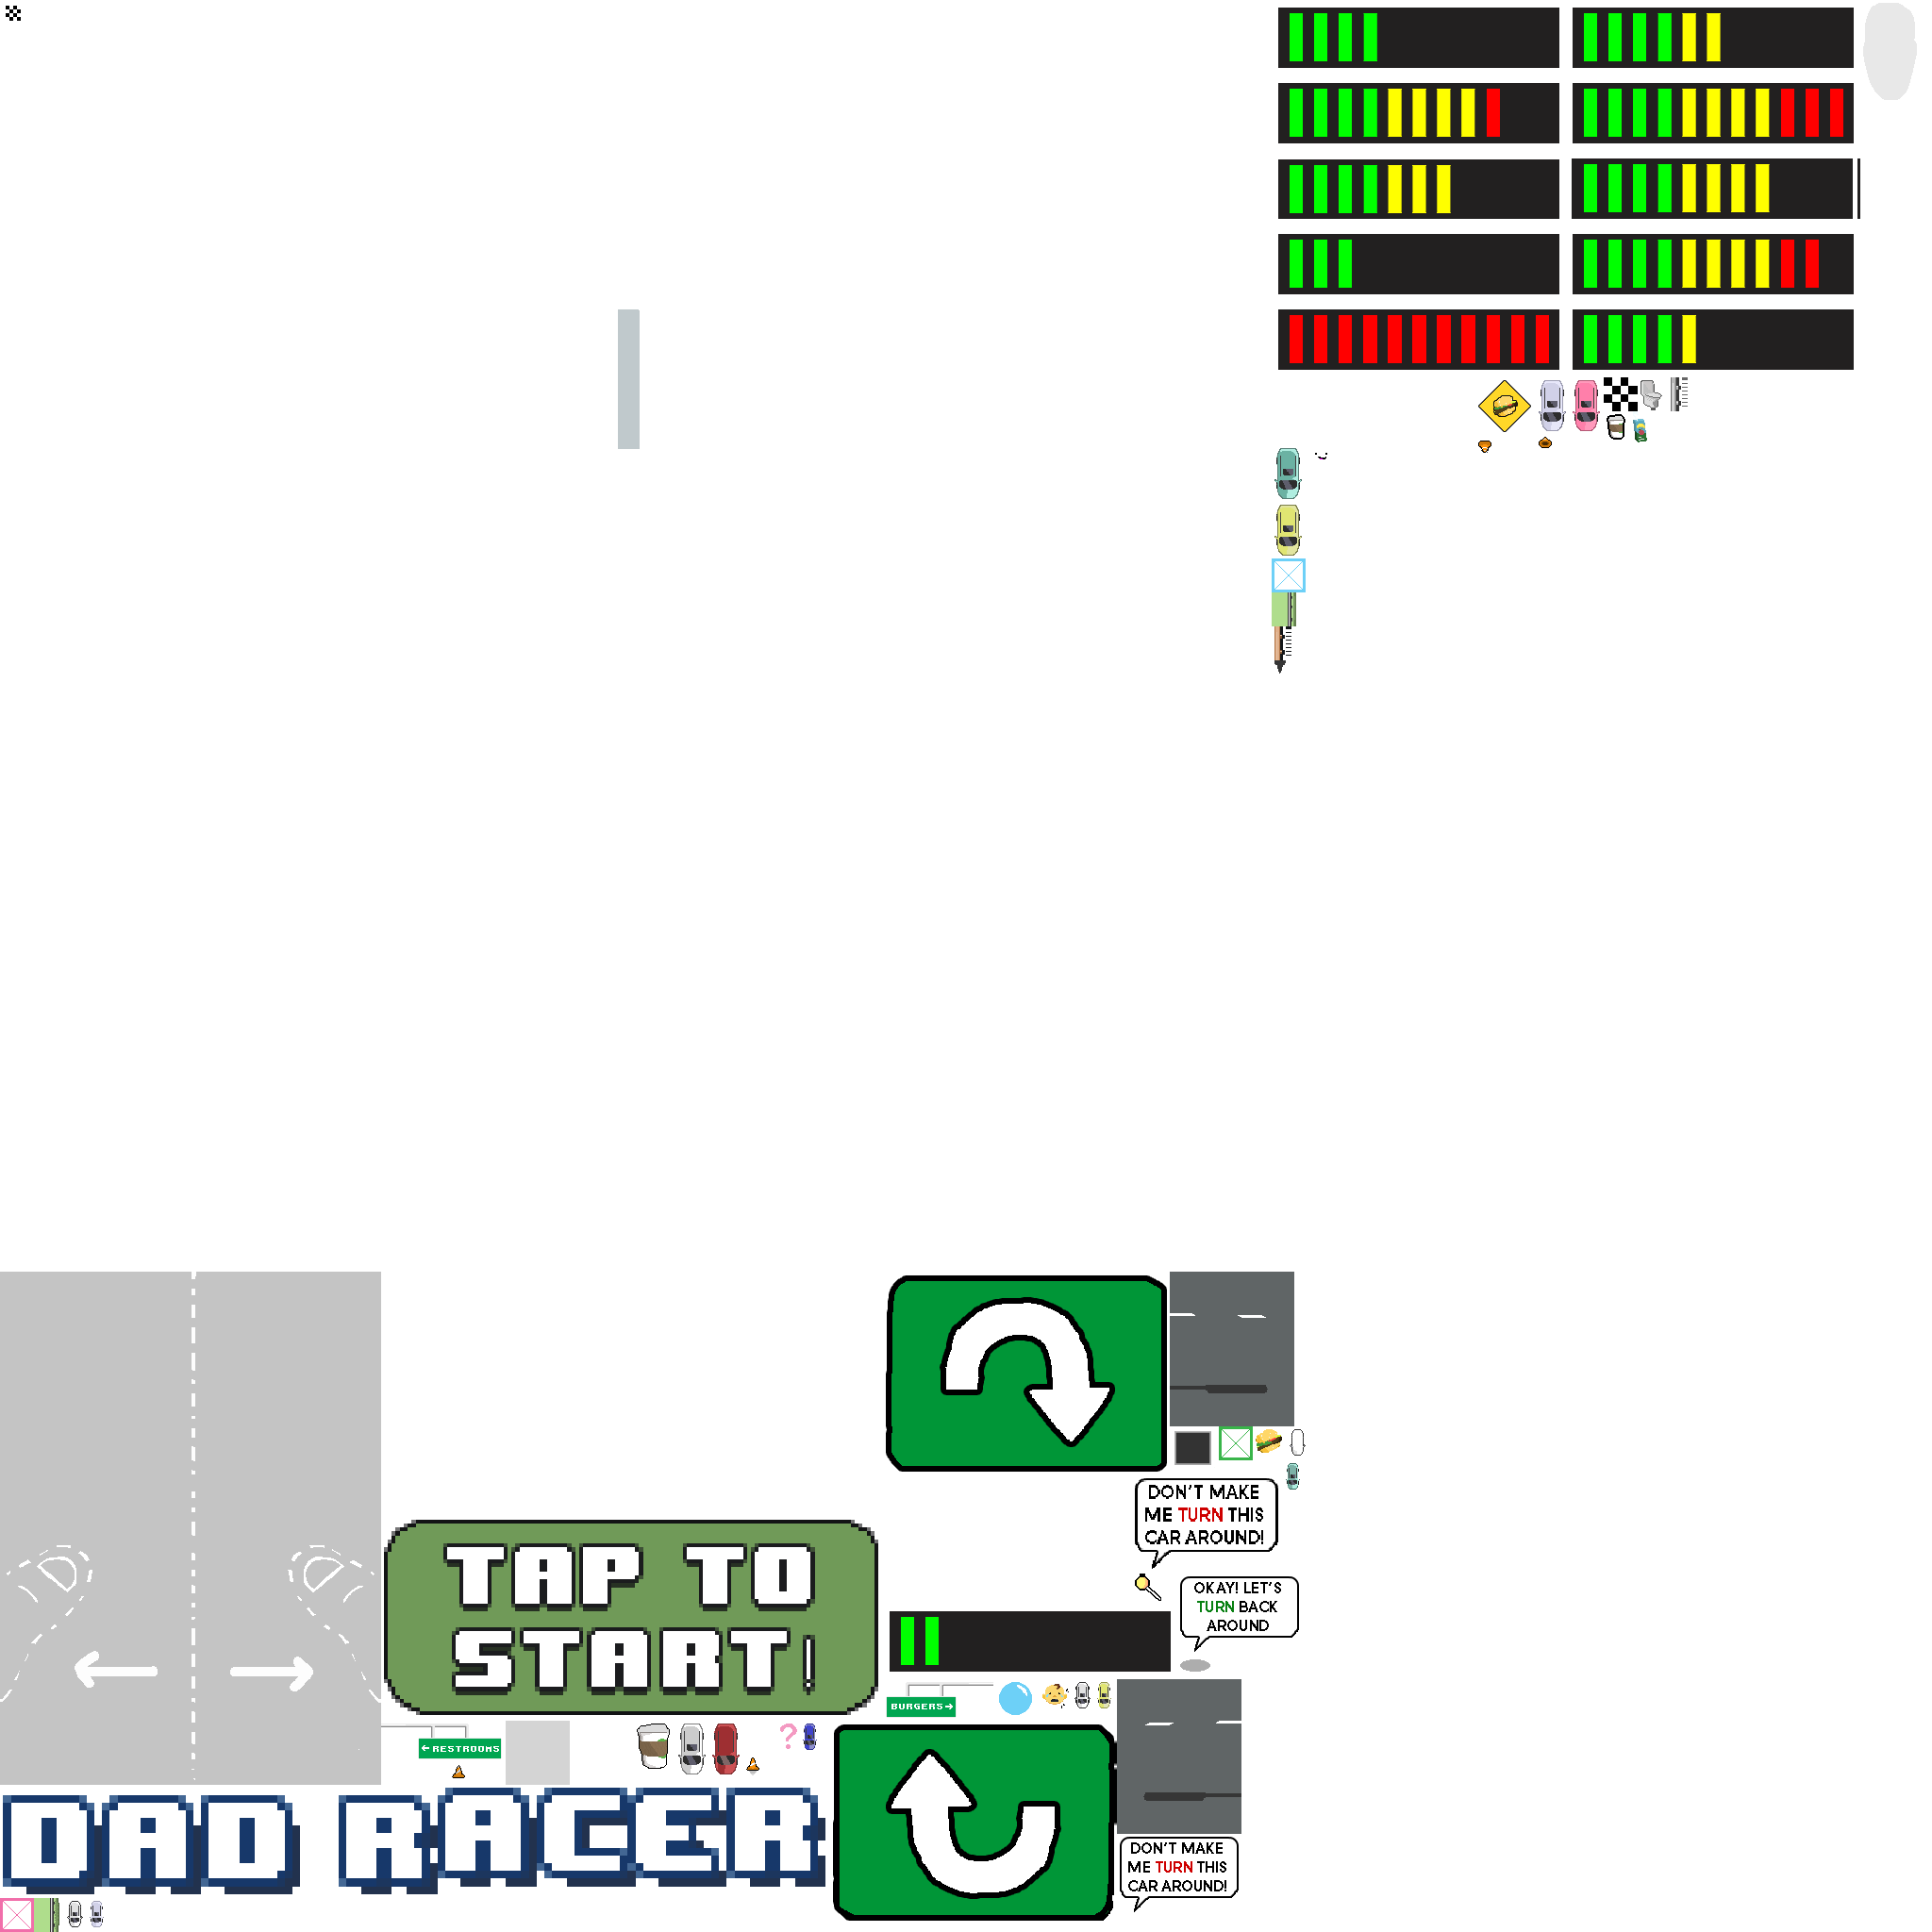 DON'T MAKE
ME TURN THIS
CAR AROUND!
TAP TO
START!
OKAY! LET'S
TURN BACK
AROUND
BURGERS→
←RESTROOMS
?
DAD RACER
DON'T MAKE
ME TURN THIS
CAR AROUND!